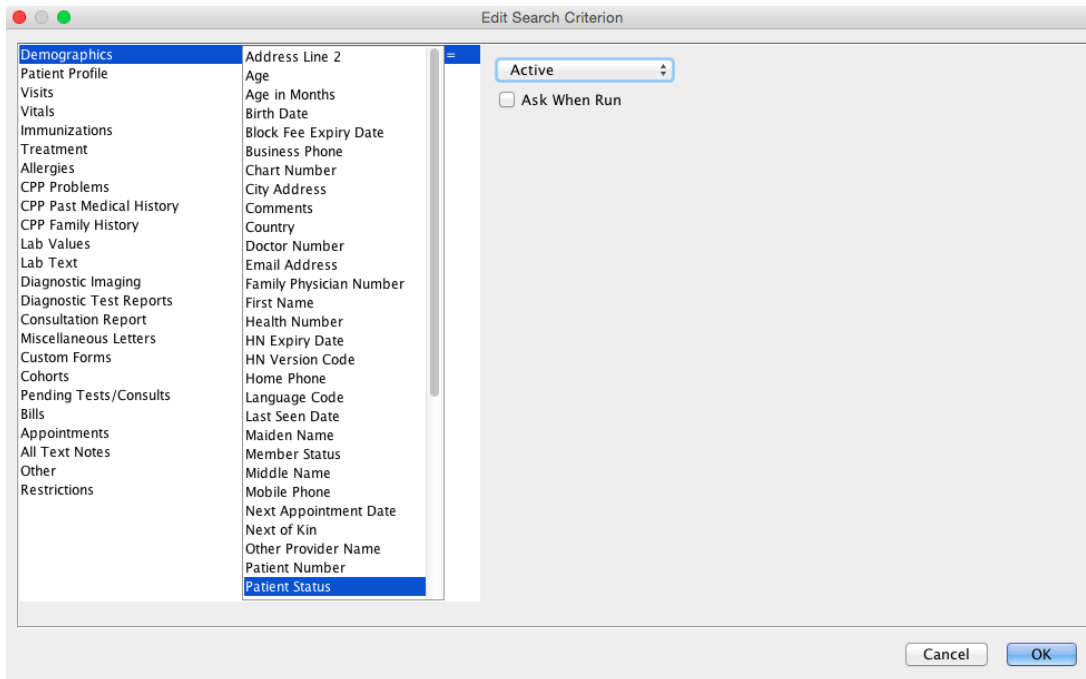 Edit Search Criterion
Demographics
Patient Profile
Visits
Vitals
Immunizations
Treatment
Allergies
CPP Problems
CPP Past Medical History
CPP Family History
Lab Values
Lab Text
Diagnostic Imaging
Diagnostic Test Reports
Consultation Report
Miscellaneous Letters
Custom Forms
Cohorts
Pending Tests/Consults
Bills
Appointments
All Text Notes
Other
Restrictions
Address Line 2
Age
Age in Months
Birth Date
Block Fee Expiry Date
Business Phone
Chart Number
City Address
Comments
Country
Doctor Number
Email Address
Family Physician Number
First Name
Health Number
HN Expiry Date
HN Version Code
Home Phone
Language Code
Last Seen Date
Maiden Name
Member Status
Middle Name
Mobile Phone
Next Appointment Date
Next of Kin
Other Provider Name
Patient Number
Patient Status
=
Active
Ask When Run
Cancel
OK